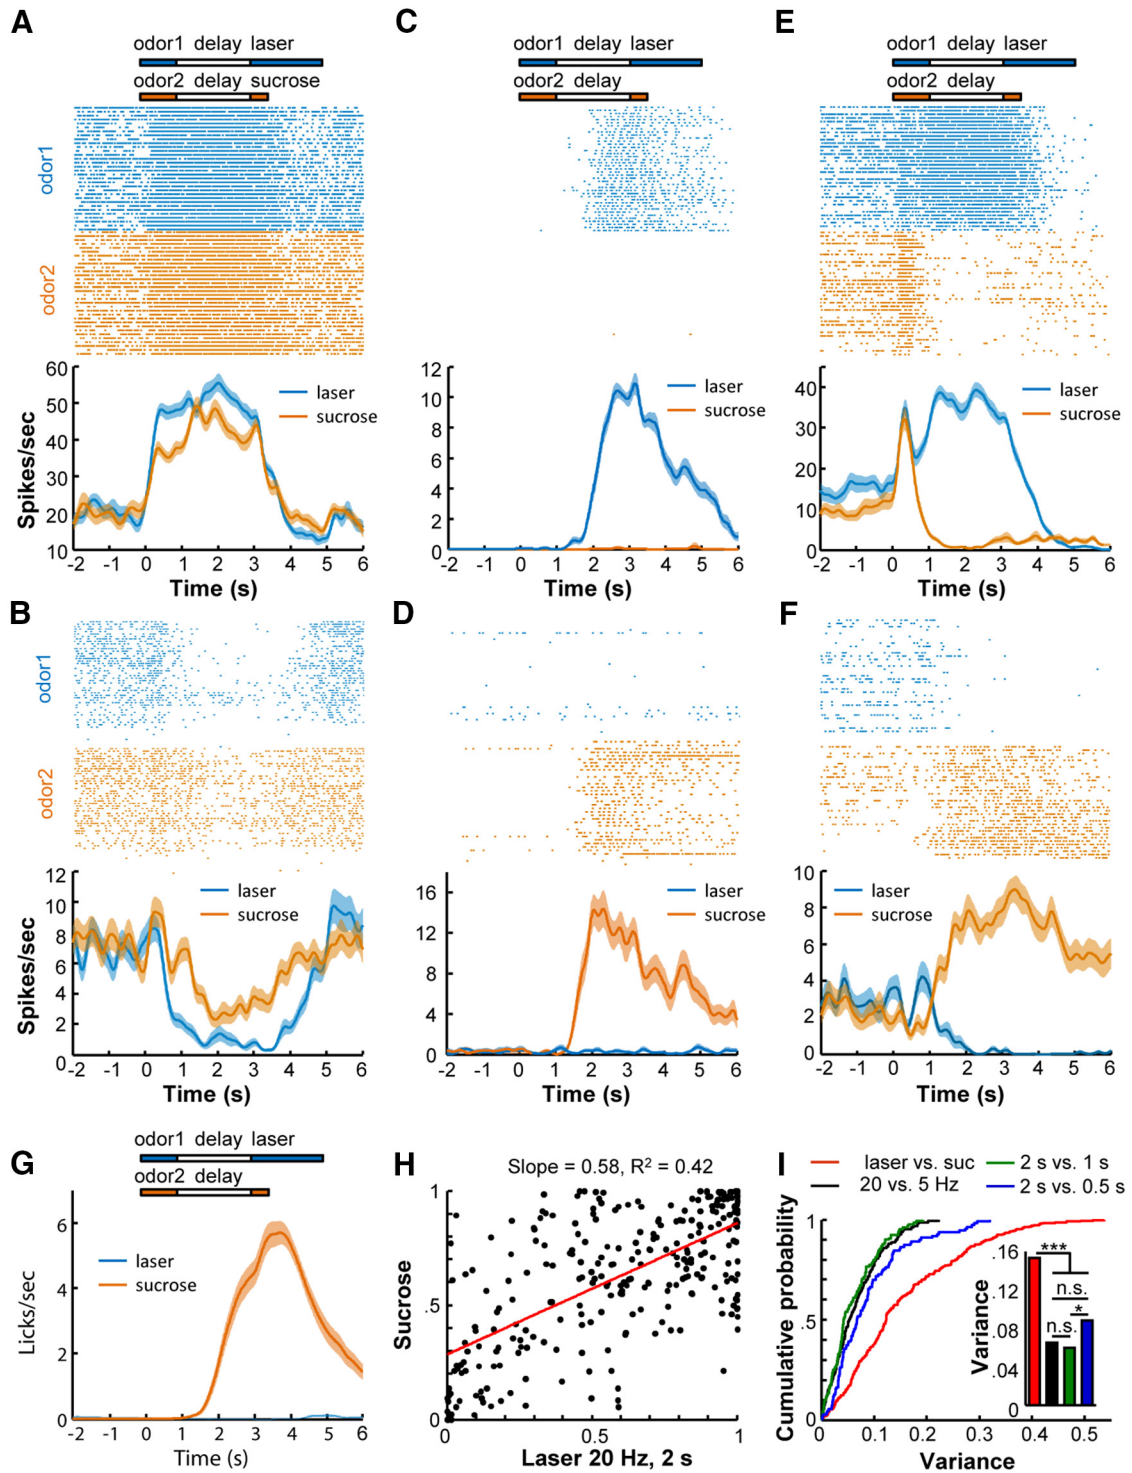 A
odor1 delay laser
odor2 delay sucrose
odor1
odor2
60
50
40
30
20
10
Spikes/sec
laser
sucrose
-2 -1 0 1 2 3 4 5 6
Time (s)
C
odor1 delay laser
odor2 delay
12
10
8
6
4
2
0
laser
sucrose
-2 -1 0 1 2 3 4 5 6
Time (s)
E
odor1 delay laser
odor2 delay
40
30
20
10
0
laser
sucrose
-2 -1 0 1 2 3 4 5 6
Time (s)
B
odor1
odor2
12
10
8
6
4
2
0
Spikes/sec
laser
sucrose
-2 -1 0 1 2 3 4 5 6
Time (s)
D
16
12
8
4
0
laser
sucrose
-2 -1 0 1 2 3 4 5 6
Time (s)
F
10
8
6
4
2
0
laser
sucrose
-2 -1 0 1 2 3 4 5 6
Time (s)
G
odor1 delay laser
odor2 delay
6
4
2
0
Licks/sec
laser
sucrose
-2 -1 0 1 2 3 4 5 6
Time (s)
H
Slope = 0.58, R² = 0.42
1
.5
0
Sucrose
0 0.5 1
Laser 20 Hz, 2 s
I
laser vs. suc
20 vs. 5 Hz
2 s vs. 1 s
2 s vs. 0.5 s
1
.5
0
Cumulative probability
0 0.1 0.2 0.3 0.4 0.5
Variance
.16
.12
.08
.04
0
Variance
***
n.s.
n.s.
*